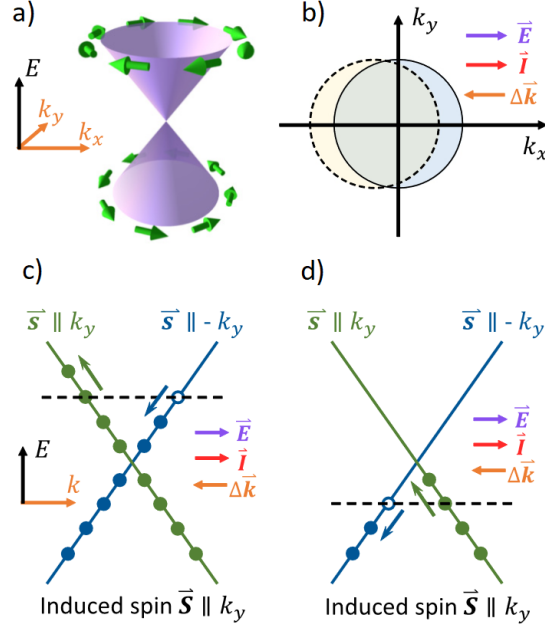 a)
E
k_y
k_x
b)
k_y
E⃗
I⃗
Δk⃗
k_x
c)
s⃗ ∥ k_y
s⃗ ∥ - k_y
E⃗
I⃗
Δk⃗
E
k
Induced spin S⃗ ∥ k_y
d)
s⃗ ∥ k_y
s⃗ ∥ - k_y
E⃗
I⃗
Δk⃗
Induced spin S⃗ ∥ k_y